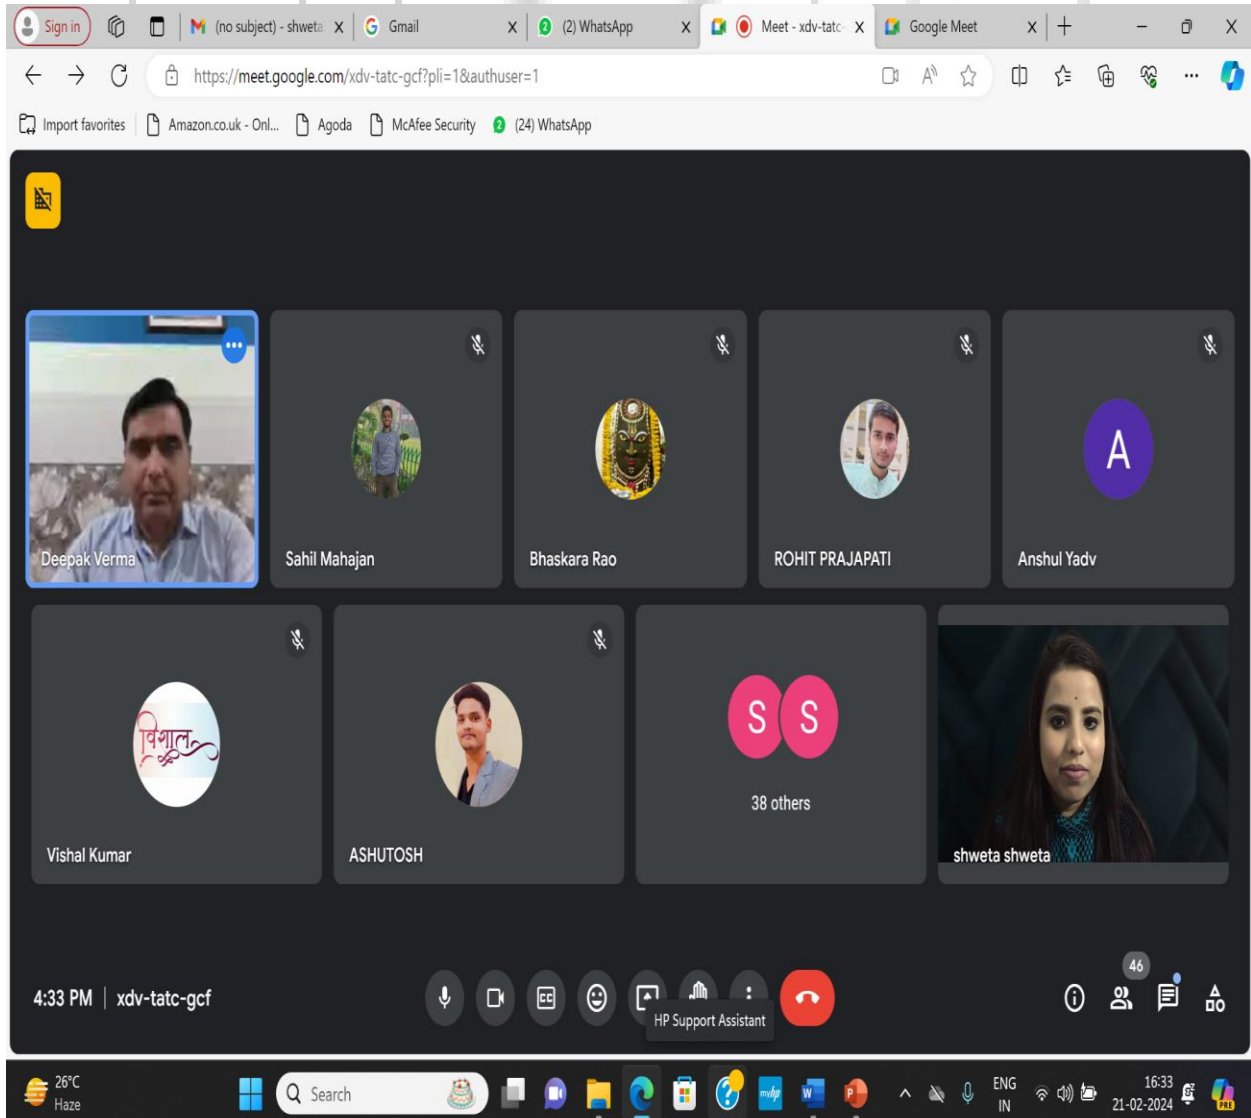 Sign in
(no subject) - shweta
Gmail
(2) WhatsApp
Meet - xdv-tatc-
Google Meet
https://meet.google.com/xdv-tatc-gcf?pli=1&authuser=1
Import favorites
Amazon.co.uk - Onl...
Agoda
McAfee Security
(24) WhatsApp
Deepak Verma
Sahil Mahajan
Bhaskara Rao
ROHIT PRAJAPATI
A
Anshul Yadv
विशाल
Vishal Kumar
ASHUTOSH
S S
38 others
shweta shweta
4:33 PM | xdv-tatc-gcf
CC
HP Support Assistant
46
26°C
Haze
Search
myhp
W
P
ENG
IN
16:33
21-02-2024
PRE